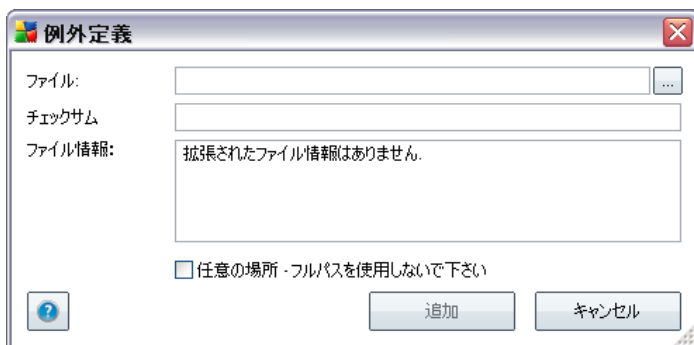 例外定義
ファイル:
...
チェックサム
ファイル情報:
拡張されたファイル情報はありません.
任意の場所 - フルパスを使用しないで下さい
?
追加
キャンセル